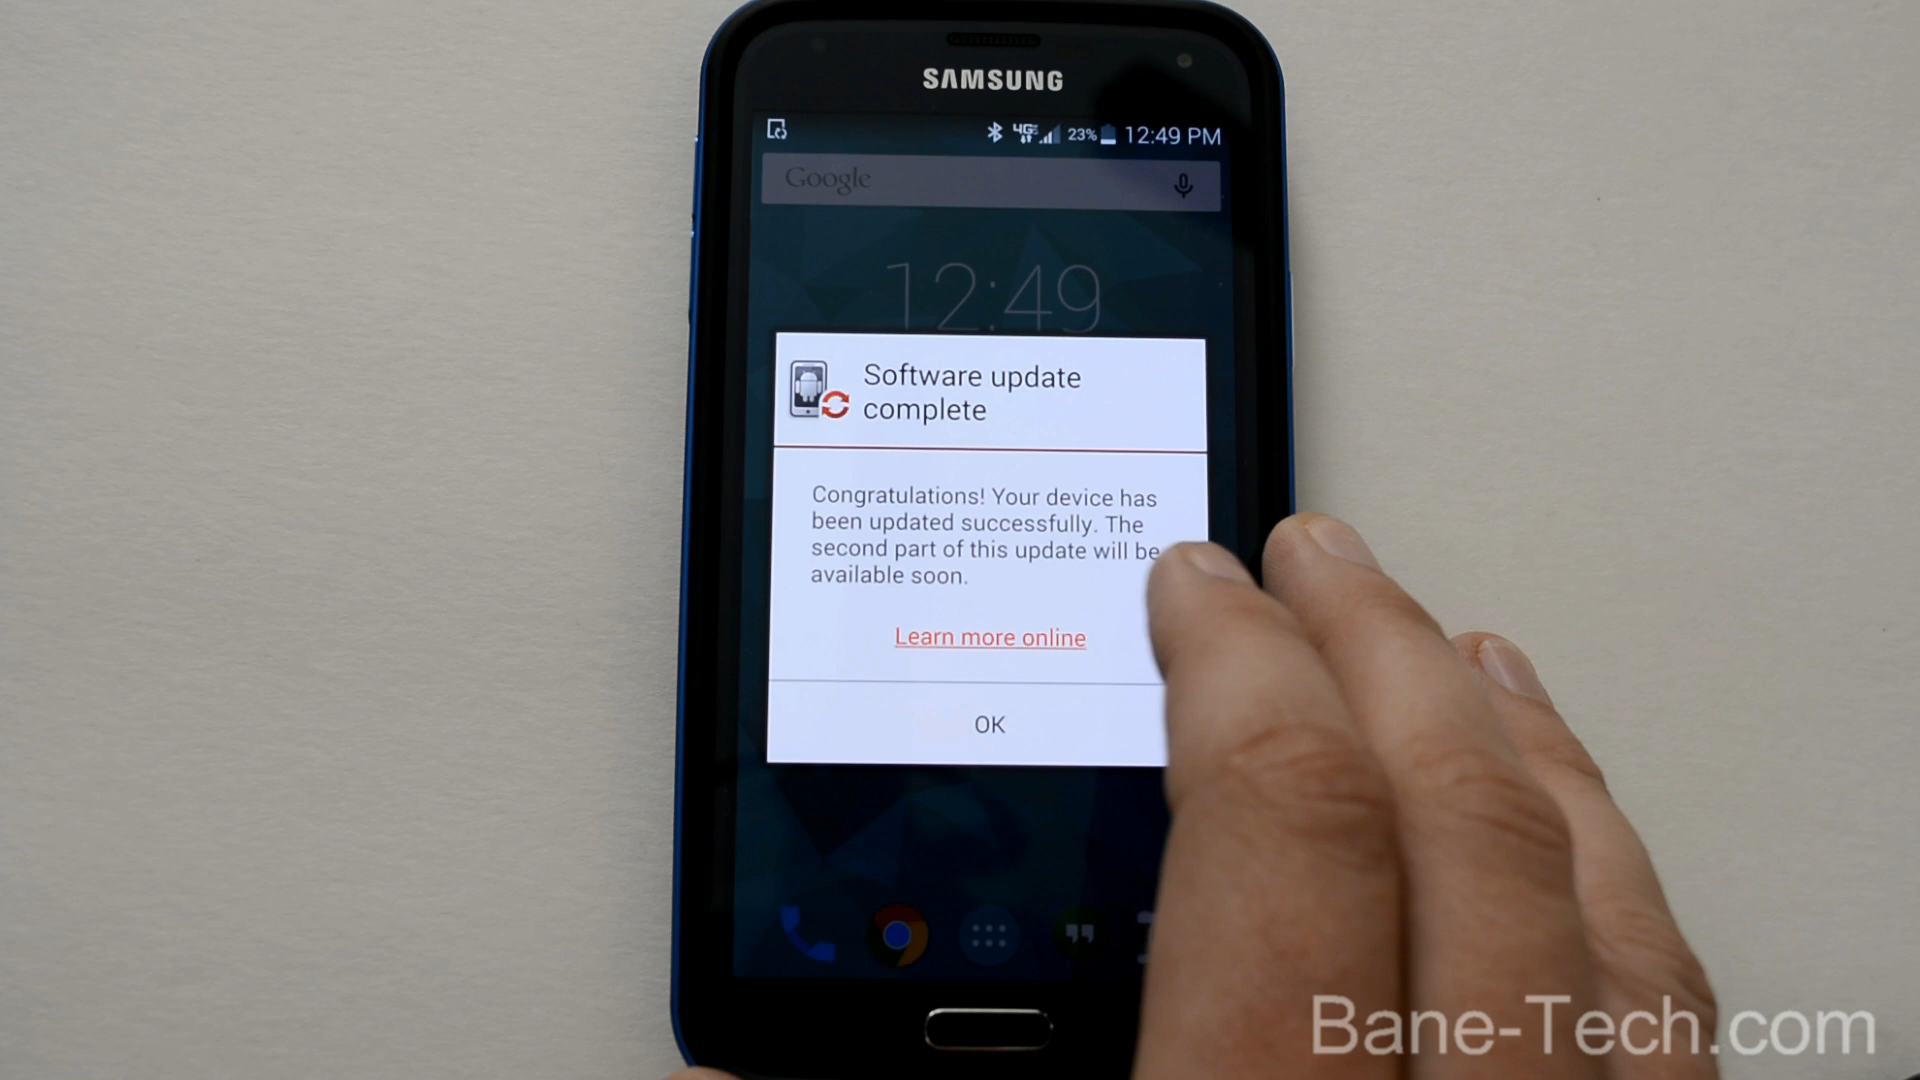 SAMSUNG
4G 23% 12:49 PM
Google
12:49
Software update
complete
Congratulations! Your device has
been updated successfully. The
second part of this update will be
available soon.
Learn more online
OK
Bane-Tech.com